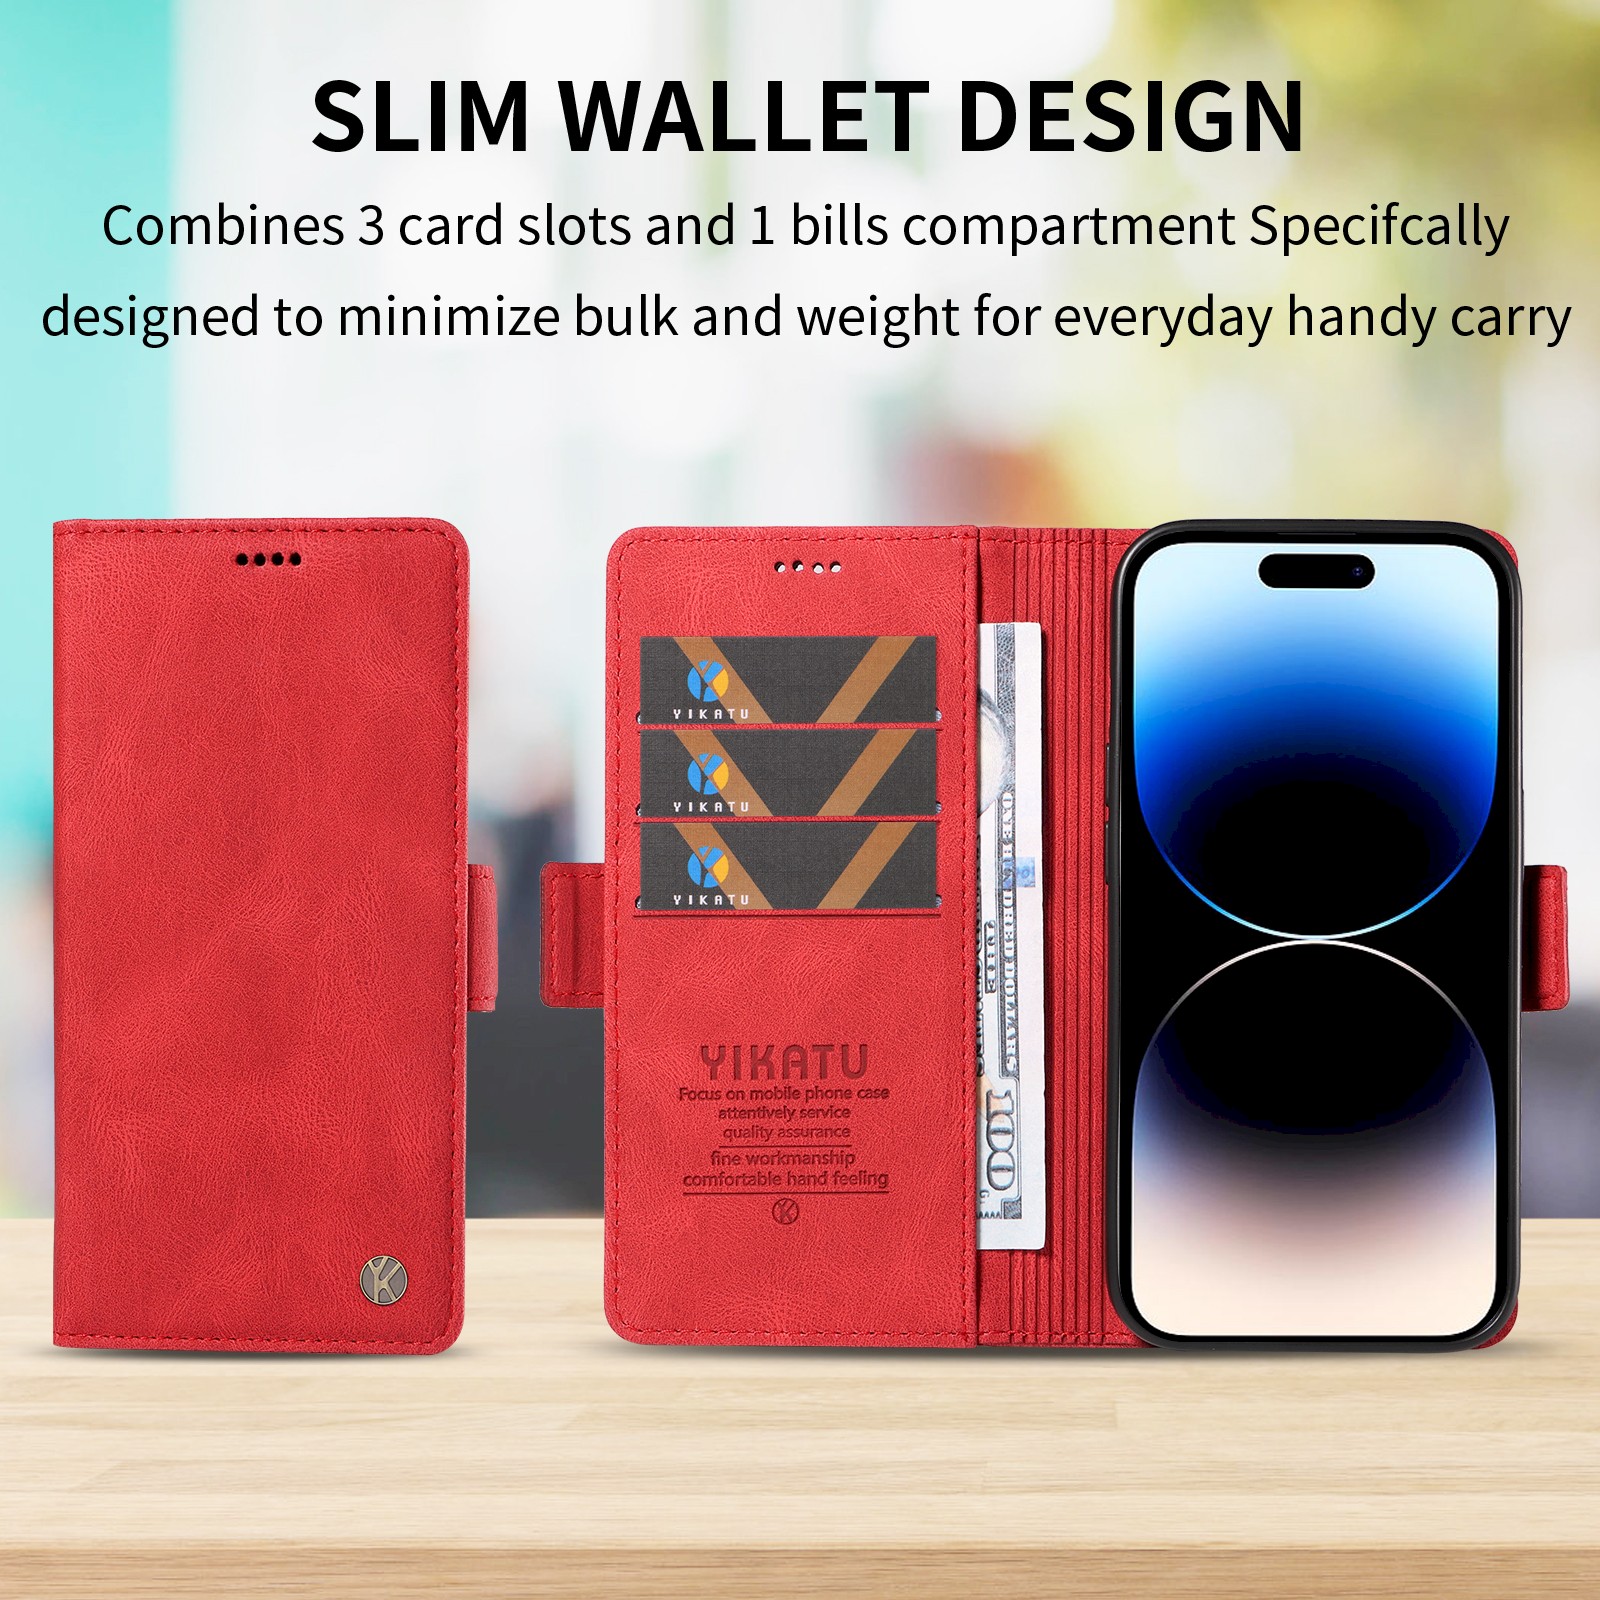 SLIM WALLET DESIGN
Combines 3 card slots and 1 bills compartment Specifcally
designed to minimize bulk and weight for everyday handy carry
YIKATU
YIKATU
YIKATU
YIKATU
Focus on mobile phone case
attentively service
quality assurance
fine workmanship
comfortable hand feeling
100